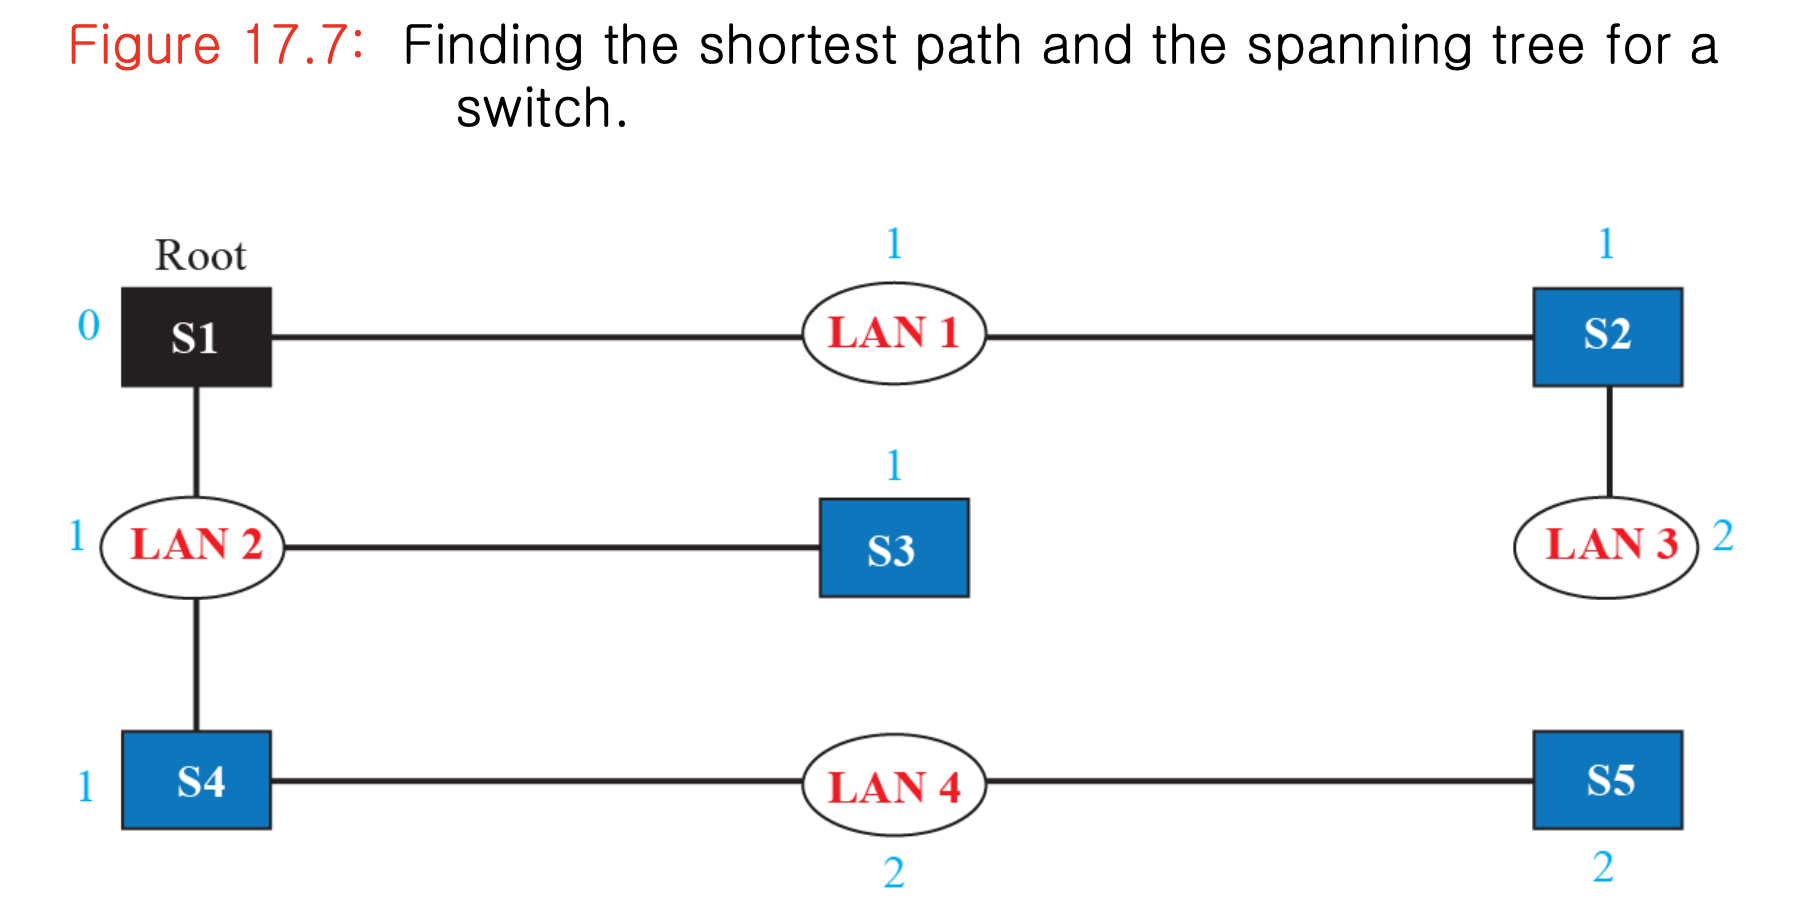 Figure 17.7: Finding the shortest path and the spanning tree for a
switch.
1
1
Root
0
S1
LAN 1
S2
1
1
LAN 2
S3
LAN 3
2
1
S4
LAN 4
S5
2
2